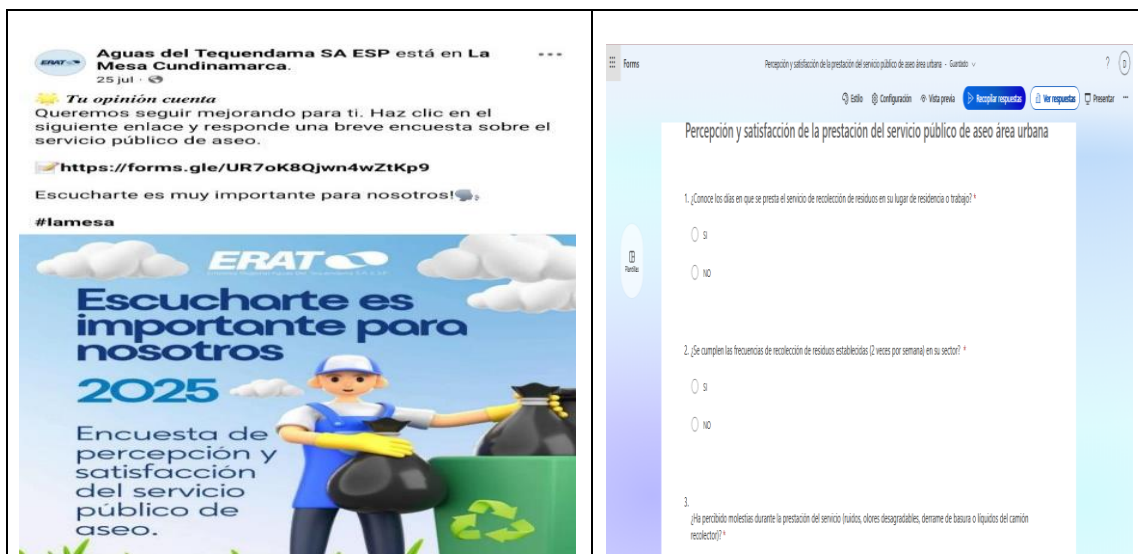 Aguas del Tequendama SA ESP está en La
Mesa Cundinamarca.
25 jul ·
Tu opinión cuenta
Queremos seguir mejorando para ti. Haz clic en el
siguiente enlace y responde una breve encuesta sobre el
servicio público de aseo.
https://forms.gle/UR7oK8Qjwn4wZtKp9
Escucharte es muy importante para nosotros!
#lamesa
ERAT
Escucharte es
importante para
nosotros
2025
Encuesta de
percepción y
satisfacción
del servicio
público de
aseo.
Forms
Percepción y satisfacción de la prestación del servicio público de aseo área urbana - Guardado
?
D
Estilo
Configuración
Vista previa
Recopilar respuestas
Ver respuestas
Presentar
Percepción y satisfacción de la prestación del servicio público de aseo área urbana
1. ¿Conoce los días en que se presta el servicio de recolección de residuos en su lugar de residencia o trabajo? *
SI
NO
Plantillas
2. ¿Se cumplen las frecuencias de recolección de residuos establecidas (2 veces por semana) en su sector? *
SI
NO
3.
¿Ha percibido molestias durante la prestación del servicio (ruidos, olores desagradables, derrame de basura o líquidos del camión
recolector)? *